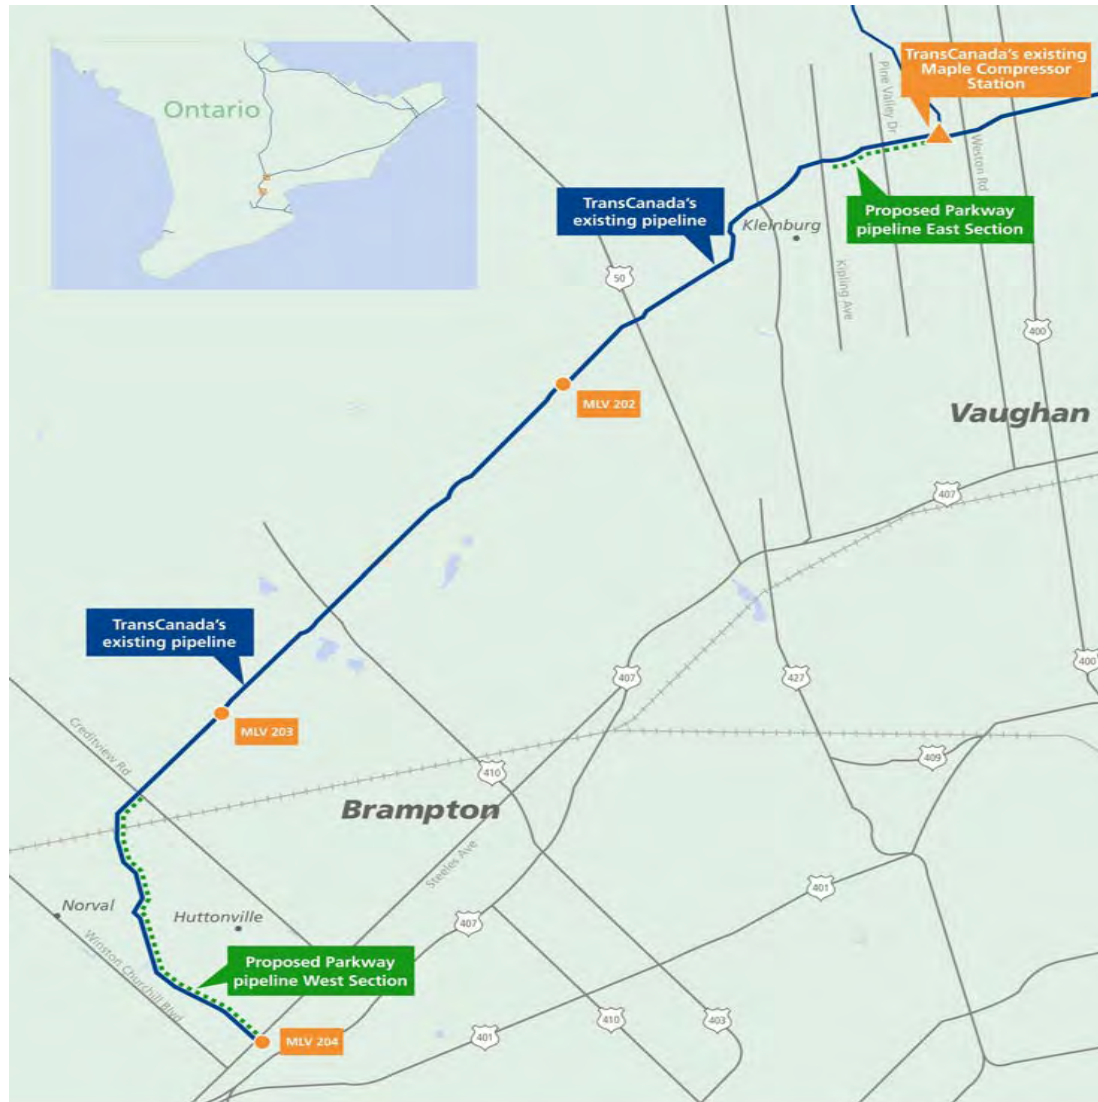 Ontario
TransCanada's existing
Maple Compressor
Station
Pine Valley Dr
Weston Rd
TransCanada's
existing pipeline
Proposed Parkway
pipeline East Section
Kleinburg
Kipling Ave
50
400
MLV 202
Vaughan
407
TransCanada's
existing pipeline
407
427
400
MLV 203
Creditview Rd
410
409
Brampton
Steeles Ave
401
Norval
Huttonville
407
Winston Churchill Blvd
Proposed Parkway
pipeline West Section
MLV 204
401
410
403